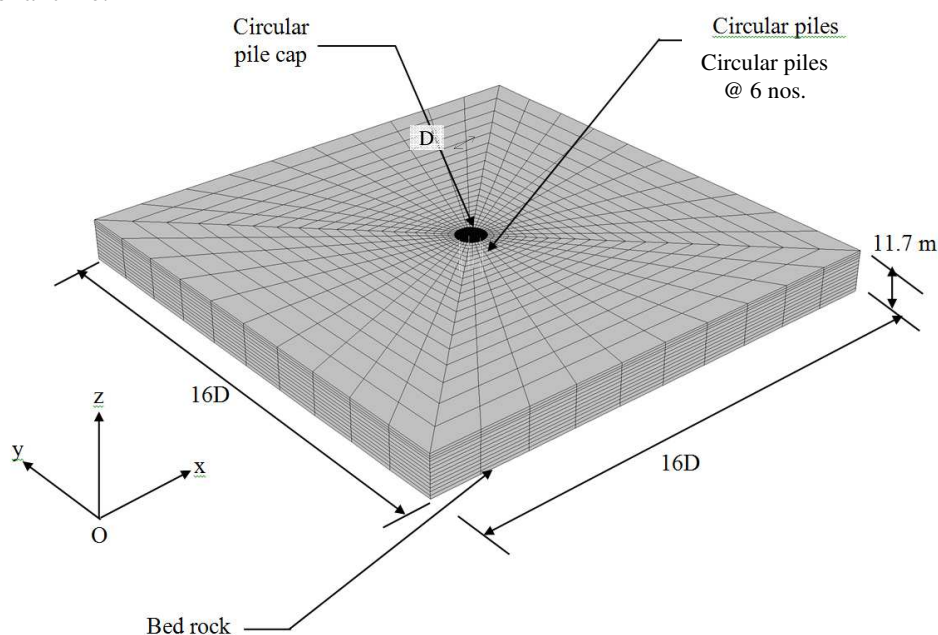 Circular
pile cap
Circular piles
Circular piles
@ 6 nos.
D
11.7 m
16D
16D
z
y
x
O
Bed rock